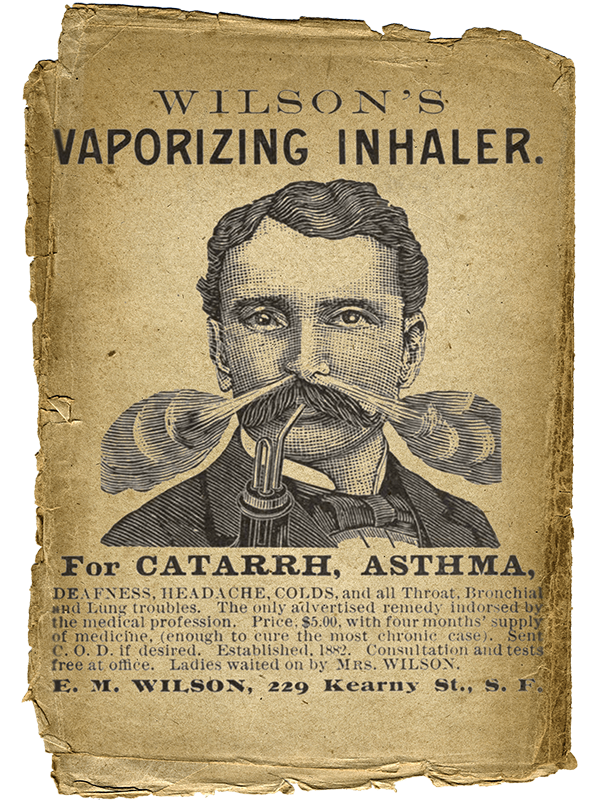 WILSON'S
VAPORIZING INHALER.
For CATARRH, ASTHMA,
DEAFNESS, HEADACHE, COLDS, and all Throat, Bronchial
and Lung troubles. The only advertised remedy indorsed by
the medical profession. Price, $5.00, with four months' supply
of medicine, (enough to cure the most chronic case). Sent
C. O. D. if desired. Established, 1882. Consultation and tests
free at office. Ladies waited on by MRS. WILSON.
E. M. WILSON, 229 Kearny St., S. F.